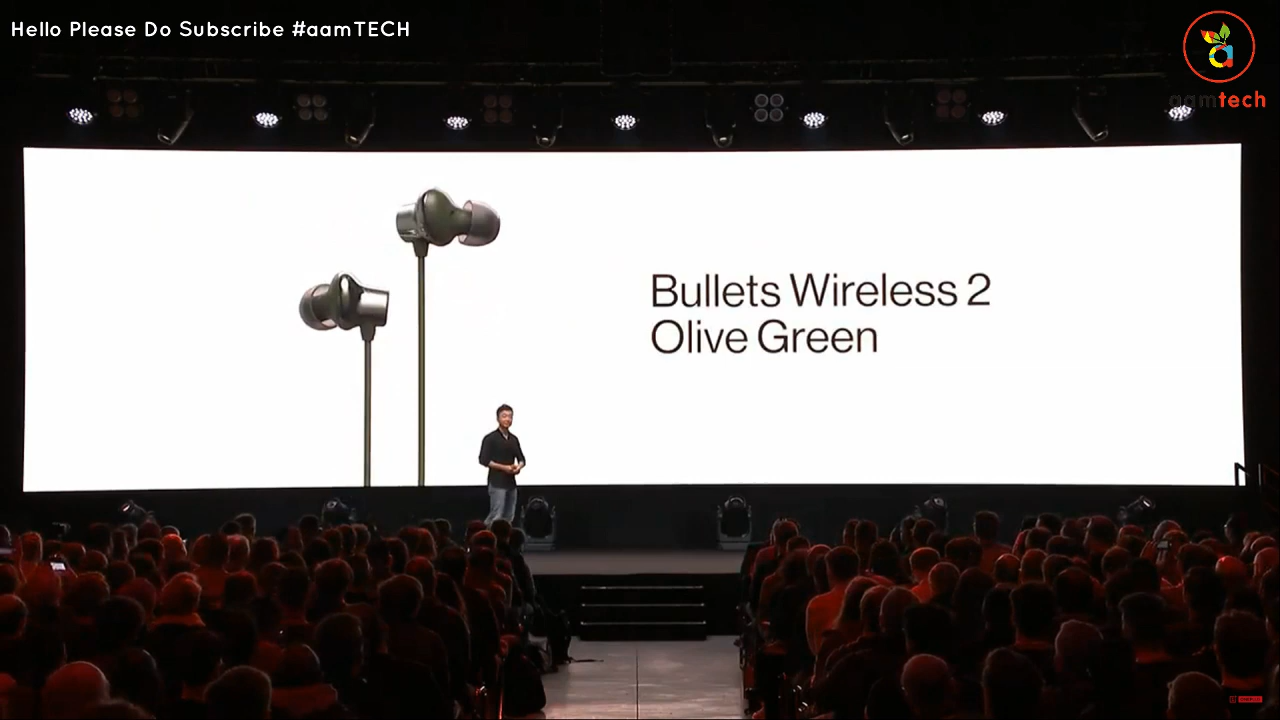 Hello Please Do Subscribe #aamTECH
a
aamtech
Bullets Wireless 2
Olive Green